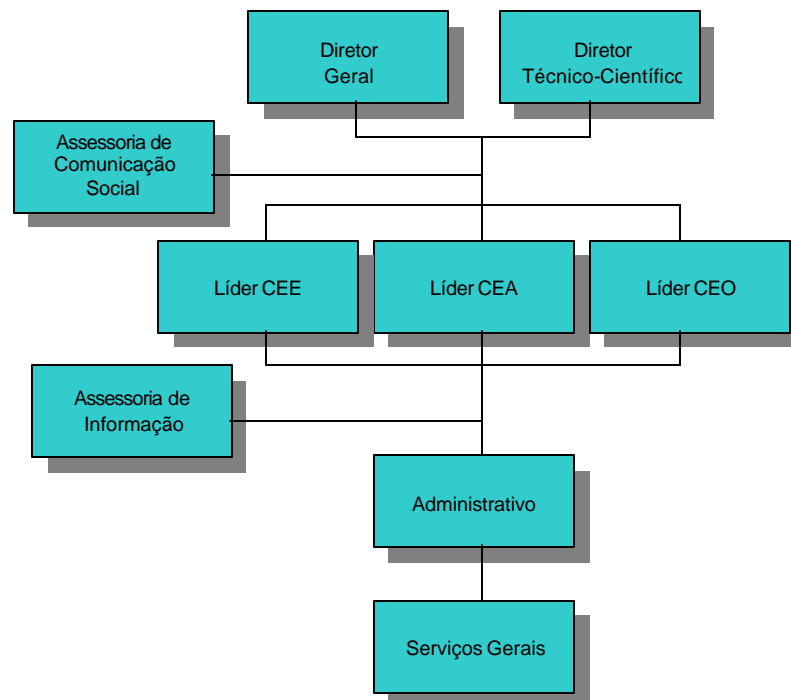 Diretor
Geral
Diretor
Técnico-Científico
Assessoria de
Comunicação
Social
Líder CEE
Líder CEA
Líder CEO
Assessoria de
Informação
Administrativo
Serviços Gerais